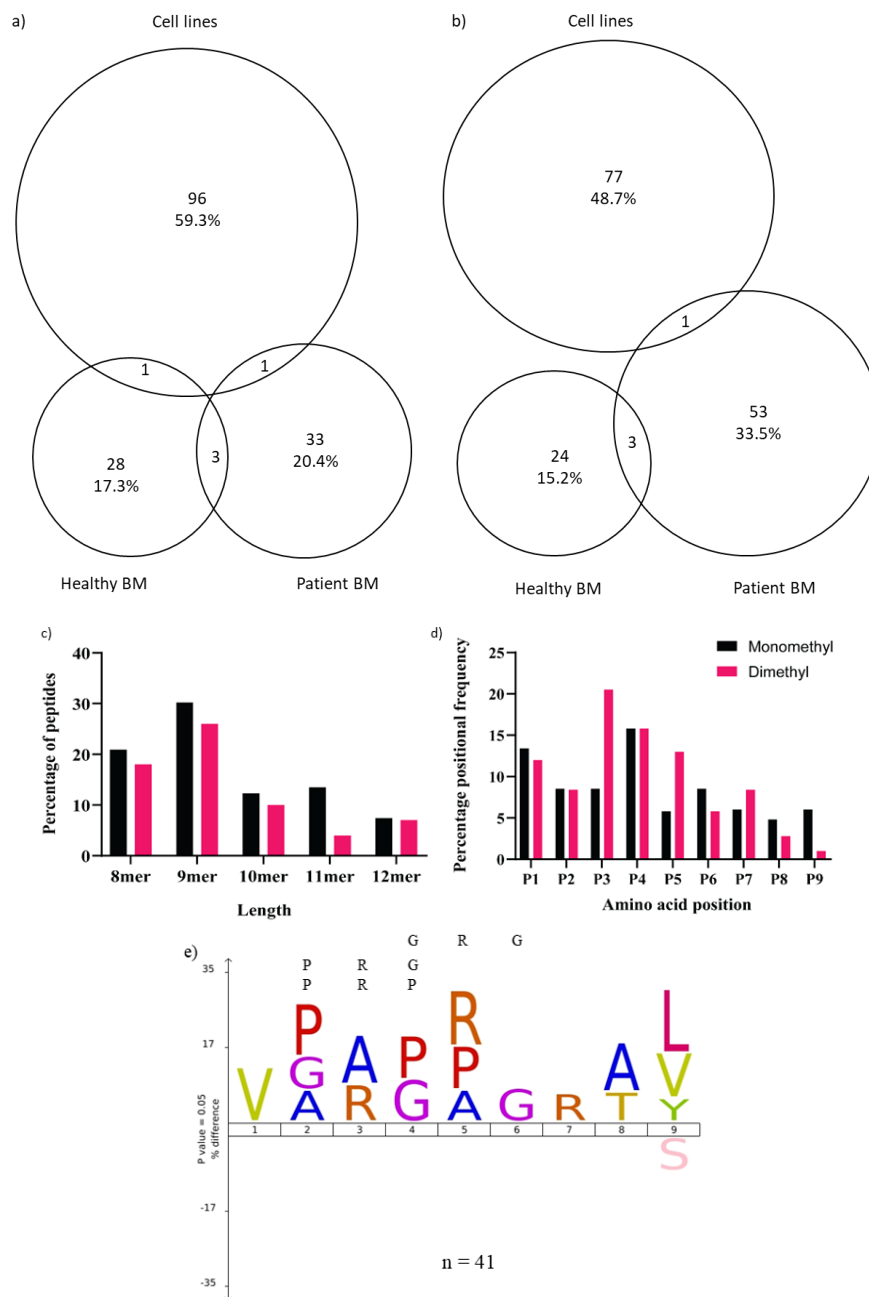 a)
Cell lines
96
59.3%
1
1
28
17.3%
3
33
20.4%
Healthy BM
Patient BM
b)
Cell lines
77
48.7%
1
53
33.5%
24
15.2%
3
Healthy BM
Patient BM
c)
Percentage of peptides
40
30
20
10
0
8mer 9mer 10mer 11mer 12mer
Length
d)
Monomethyl
Dimethyl
Percentage positional frequency
25
20
15
10
5
0
P1 P2 P3 P4 P5 P6 P7 P8 P9
Amino acid position
e)
G R G
P R G
P R P
35
17
-17
-35
P value = 0.05
% difference
R L
P A P P A V
V G R G A G R T Y
A
1 2 3 4 5 6 7 8 9
S
n = 41